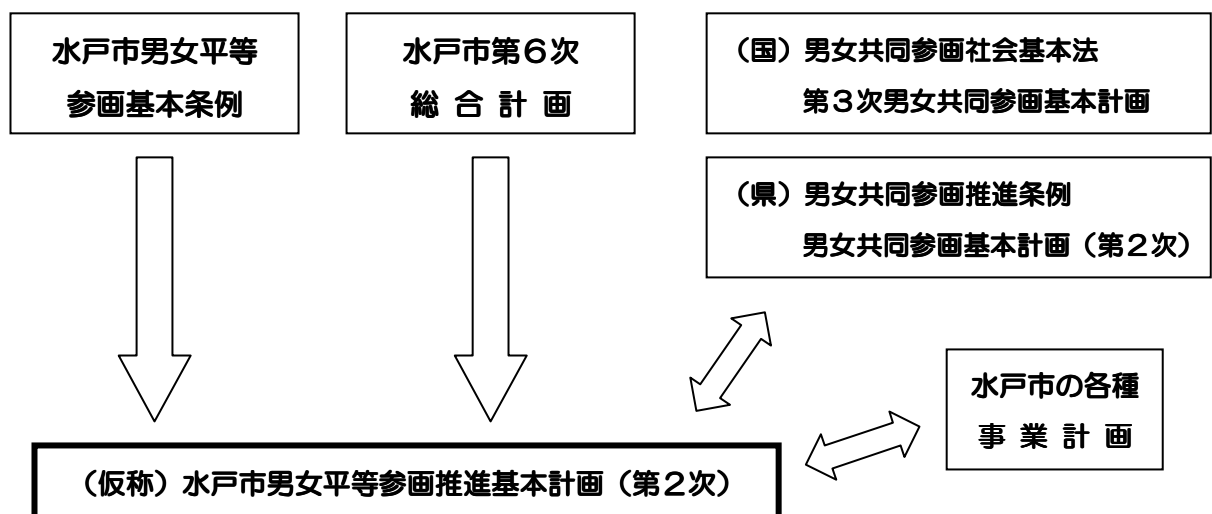 水戸市男女平等
参画基本条例
水戸市第６次
総 合 計 画
（国）男女共同参画社会基本法
第３次男女共同参画基本計画
（県）男女共同参画推進条例
男女共同参画基本計画（第２次）
水戸市の各種
事 業 計 画
（仮称）水戸市男女平等参画推進基本計画（第２次）